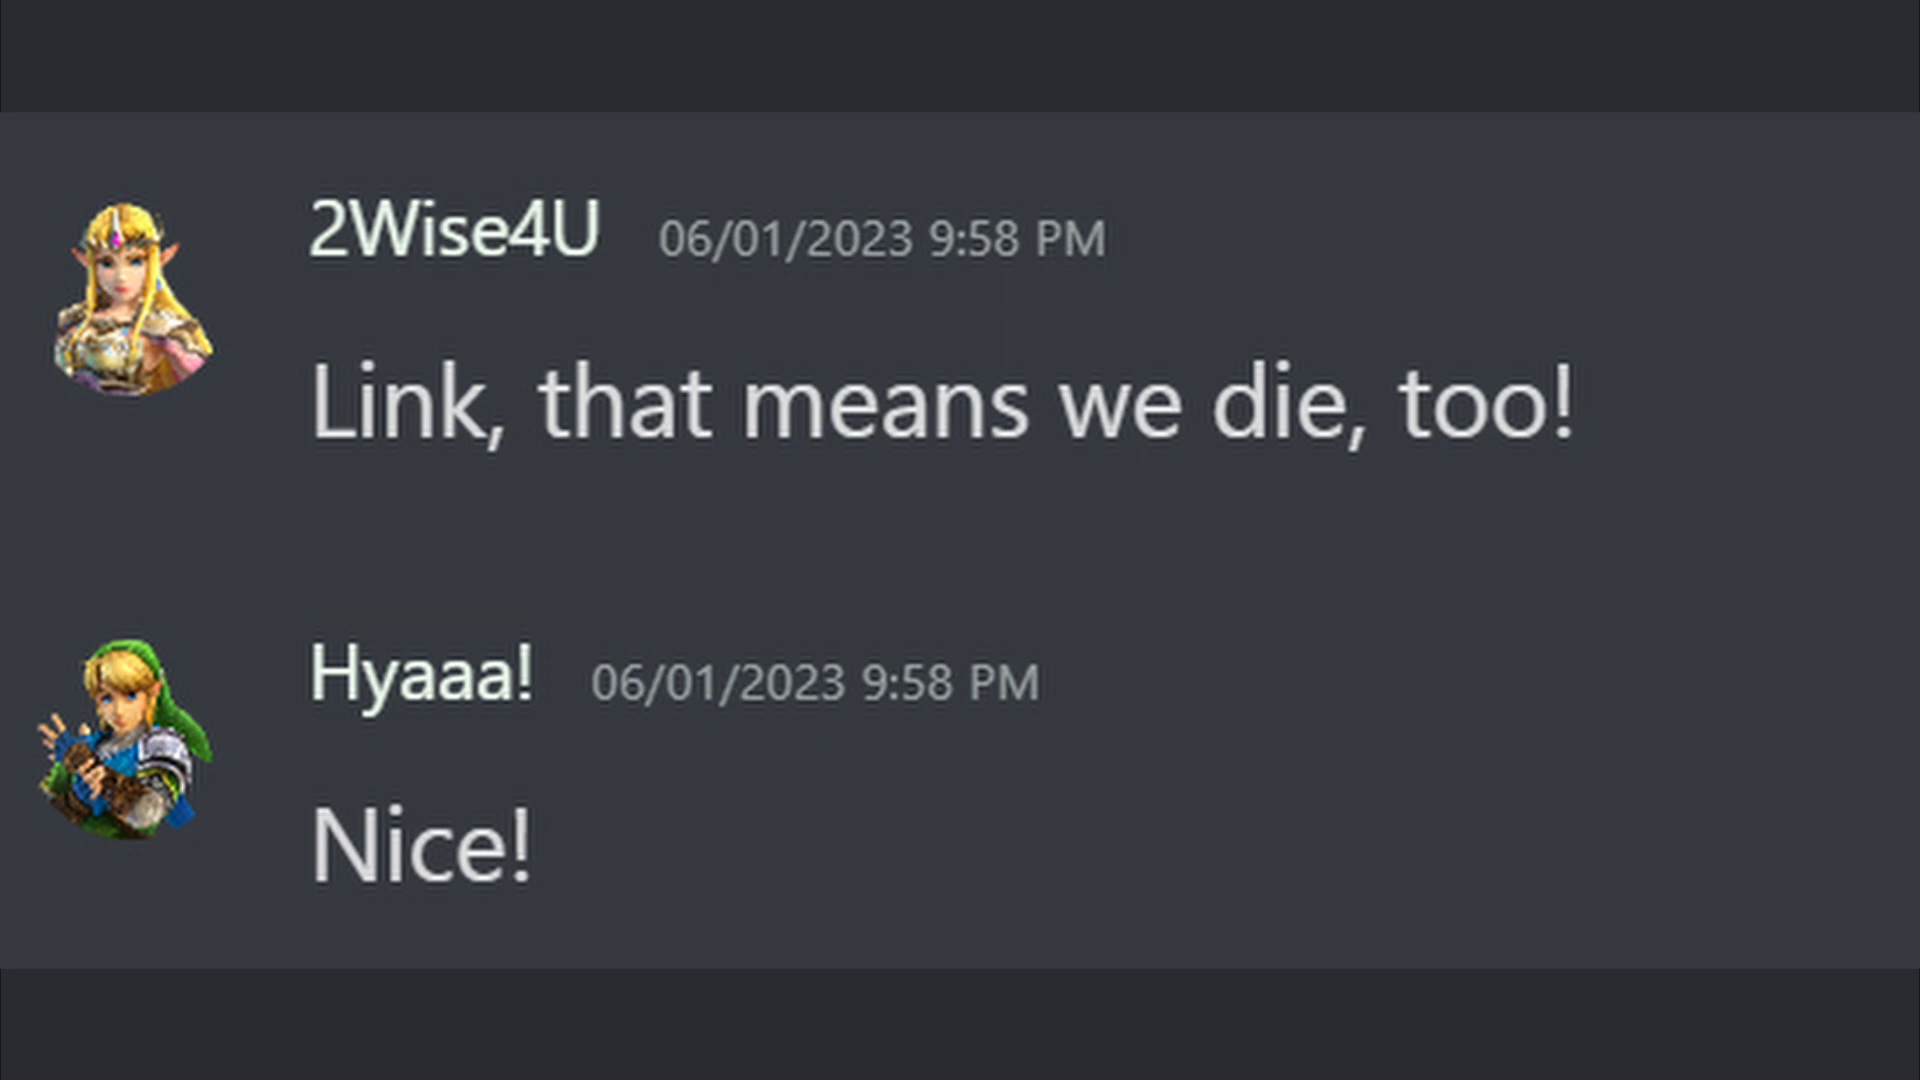 2Wise4U 06/01/2023 9:58 PM
Link, that means we die, too!
Hyaaa! 06/01/2023 9:58 PM
Nice!